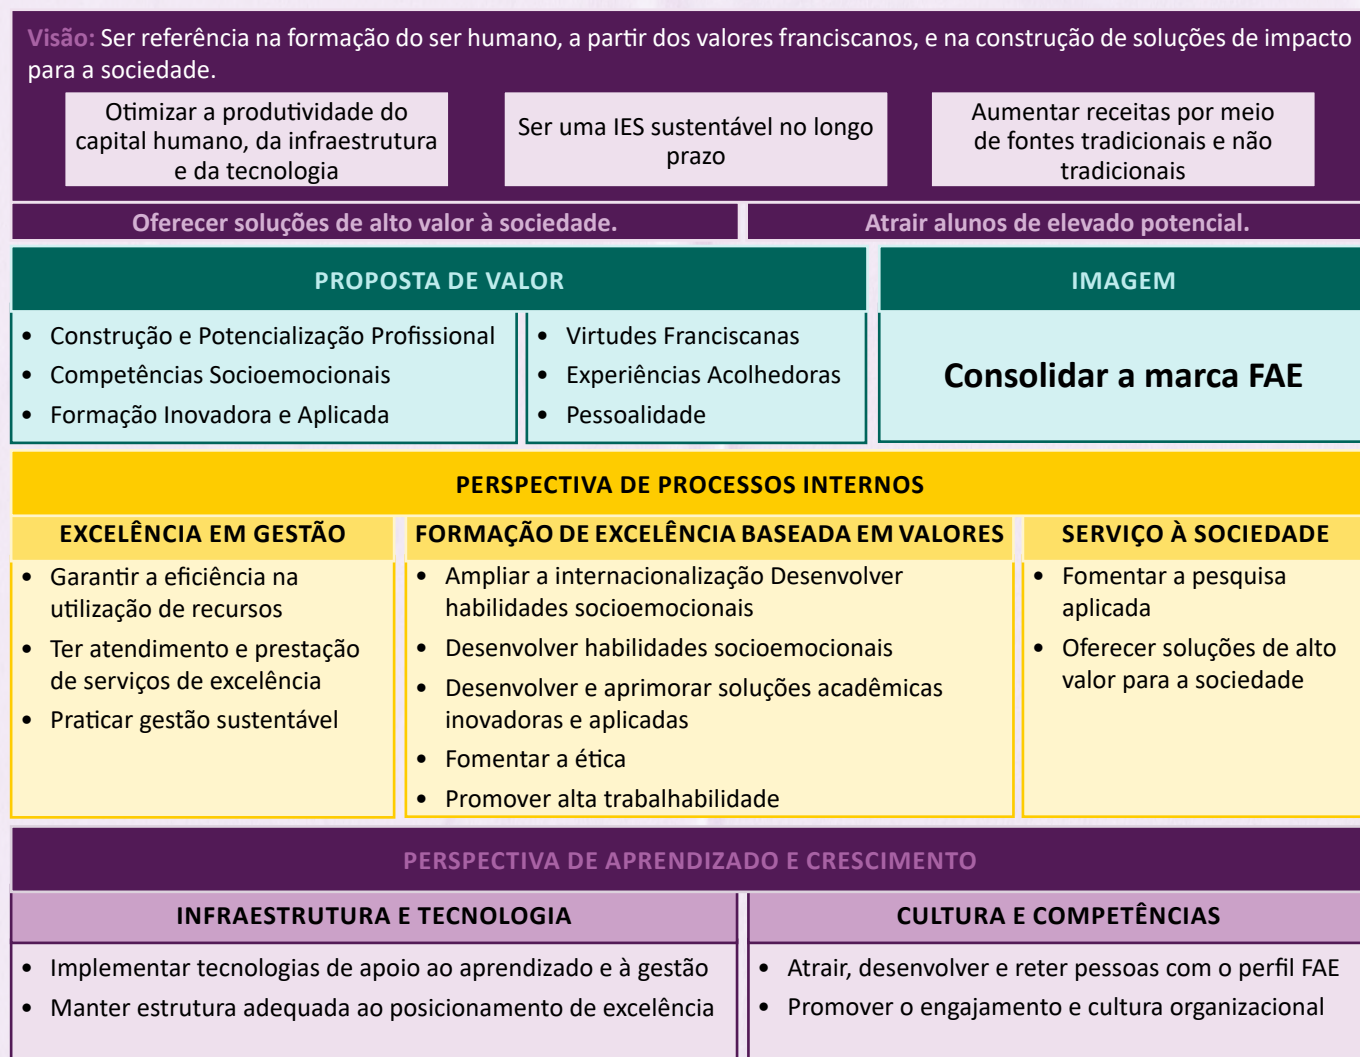 Visão: Ser referência na formação do ser humano, a partir dos valores franciscanos, e na construção de soluções de impacto
para a sociedade.
Otimizar a produtividade do
capital humano, da infraestrutura
e da tecnologia
Ser uma IES sustentável no longo
prazo
Aumentar receitas por meio
de fontes tradicionais e não
tradicionais
Oferecer soluções de alto valor à sociedade.
Atrair alunos de elevado potencial.
PROPOSTA DE VALOR
• Construção e Potencialização Profissional
• Competências Socioemocionais
• Formação Inovadora e Aplicada
• Virtudes Franciscanas
• Experiências Acolhedoras
• Pessoalidade
IMAGEM
Consolidar a marca FAE
PERSPECTIVA DE PROCESSOS INTERNOS
EXCELÊNCIA EM GESTÃO
• Garantir a eficiência na
utilização de recursos
• Ter atendimento e prestação
de serviços de excelência
• Praticar gestão sustentável
FORMAÇÃO DE EXCELÊNCIA BASEADA EM VALORES
• Ampliar a internacionalização Desenvolver
habilidades socioemocionais
• Desenvolver habilidades socioemocionais
• Desenvolver e aprimorar soluções acadêmicas
inovadoras e aplicadas
• Fomentar a ética
• Promover alta trabalhabilidade
SERVIÇO À SOCIEDADE
• Fomentar a pesquisa
aplicada
• Oferecer soluções de alto
valor para a sociedade
PERSPECTIVA DE APRENDIZADO E CRESCIMENTO
INFRAESTRUTURA E TECNOLOGIA
• Implementar tecnologias de apoio ao aprendizado e à gestão
• Manter estrutura adequada ao posicionamento de excelência
CULTURA E COMPETÊNCIAS
• Atrair, desenvolver e reter pessoas com o perfil FAE
• Promover o engajamento e cultura organizacional